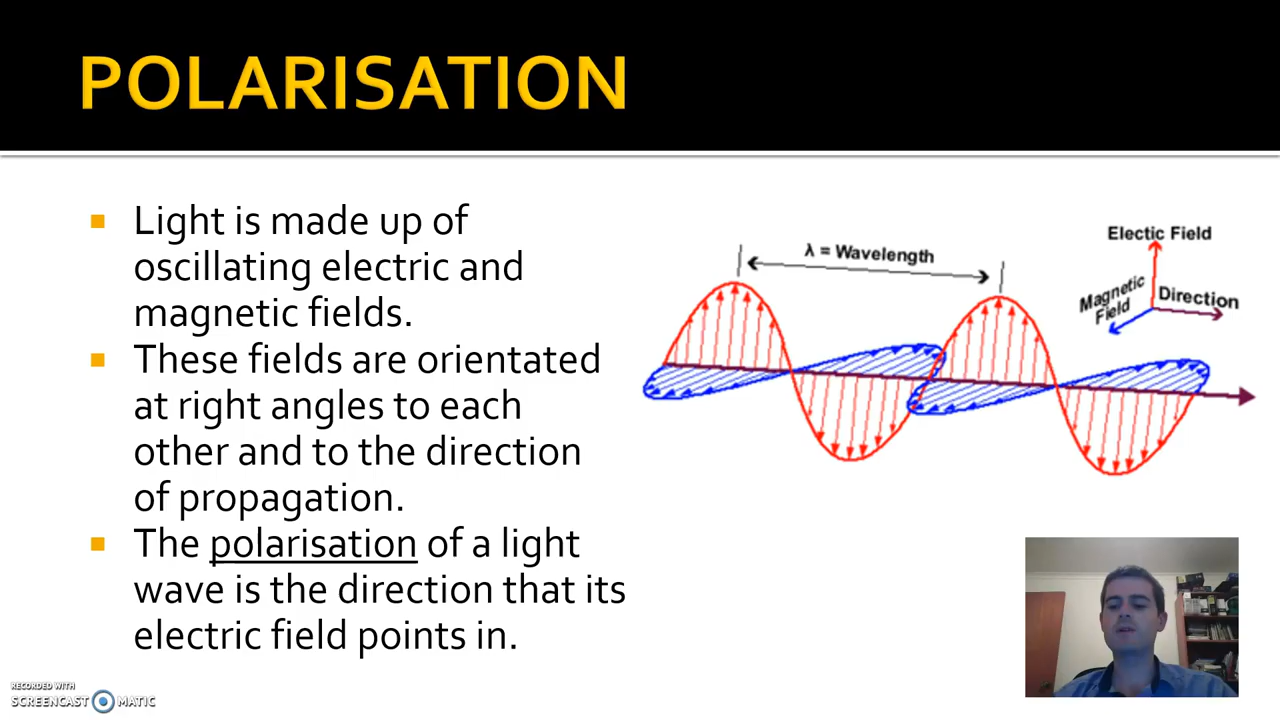 POLARISATION
Light is made up of
oscillating electric and
magnetic fields.
These fields are orientated
at right angles to each
other and to the direction
of propagation.
The polarisation of a light
wave is the direction that its
electric field points in.
λ = Wavelength
Electic Field
Magnetic
Field
Direction
RECORDED WITH
SCREENCAST MATIC